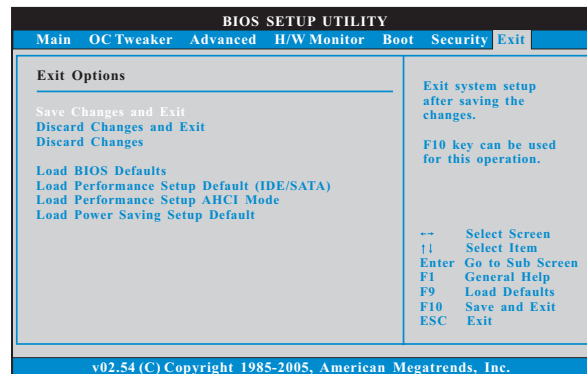 BIOS SETUP UTILITY
Main OC Tweaker Advanced H/W Monitor Boot Security Exit
Exit Options
Save Changes and Exit
Discard Changes and Exit
Discard Changes
Load BIOS Defaults
Load Performance Setup Default (IDE/SATA)
Load Performance Setup AHCI Mode
Load Power Saving Setup Default
Exit system setup
after saving the
changes.
F10 key can be used
for this operation.
←→ Select Screen
↑↓ Select Item
Enter Go to Sub Screen
F1 General Help
F9 Load Defaults
F10 Save and Exit
ESC Exit
v02.54 (C) Copyright 1985-2005, American Megatrends, Inc.